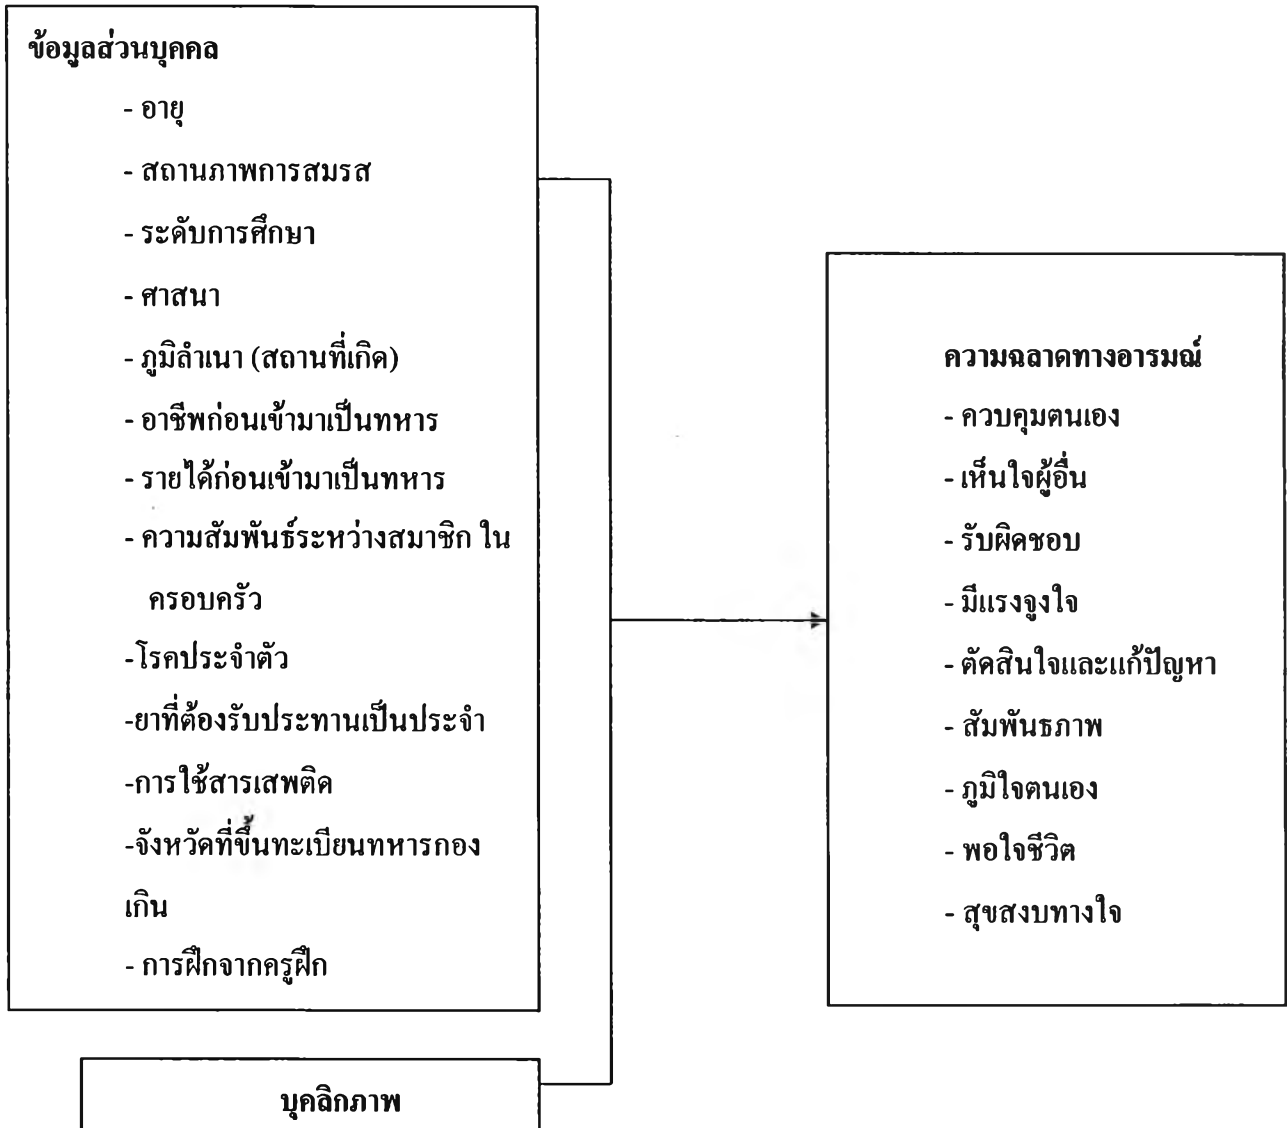 ข้อมูลส่วนบุคคล
- อายุ
- สถานภาพการสมรส
- ระดับการศึกษา
- ศาสนา
- ภูมิลำเนา (สถานที่เกิด)
- อาชีพก่อนเข้ามาเป็นทหาร
- รายได้ก่อนเข้ามาเป็นทหาร
- ความสัมพันธ์ระหว่างสมาชิก ใน
ครอบครัว
-โรคประจำตัว
-ยาที่ต้องรับประทานเป็นประจำ
-การใช้สารเสพติด
-จังหวัดที่ขึ้นทะเบียนทหารกอง
เกิน
- การฝึกจากครูฝึก
บุคลิกภาพ
ความฉลาดทางอารมณ์
- ควบคุมตนเอง
- เห็นใจผู้อื่น
- รับผิดชอบ
- มีแรงจูงใจ
- ตัดสินใจและแก้ปัญหา
- สัมพันธภาพ
- ภูมิใจตนเอง
- พอใจชีวิต
- สุขสงบทางใจ